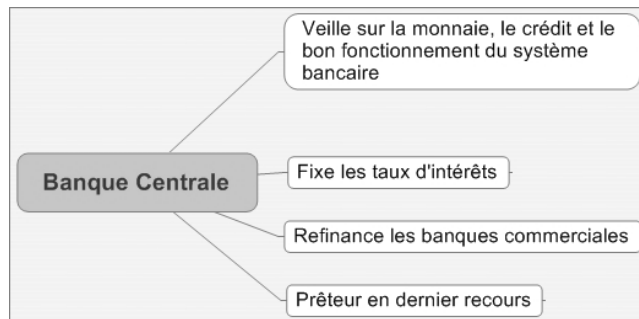 Veille sur la monnaie, le crédit et le
bon fonctionnement du système
bancaire
Banque Centrale
Fixe les taux d'intérêts
Refinance les banques commerciales
Prêteur en dernier recours